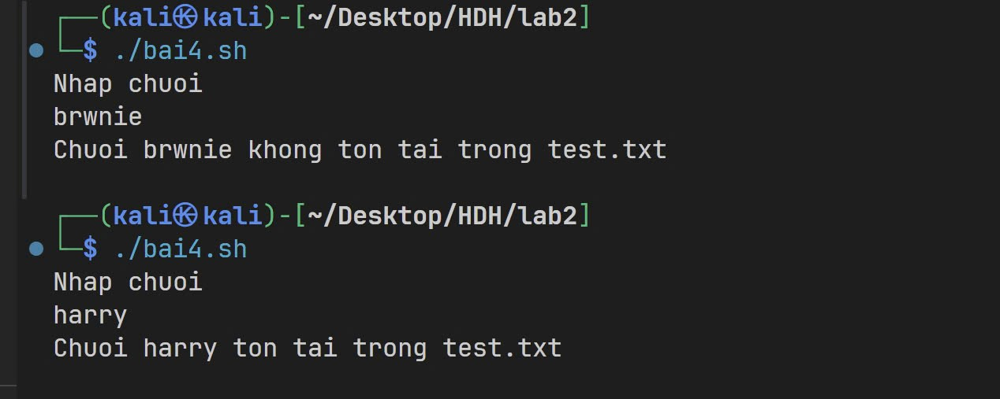 ┌──(kali㉿kali)-[~/Desktop/HDH/lab2]
└─$ ./bai4.sh
Nhap chuoi
brwnie
Chuoi brwnie khong ton tai trong test.txt
┌──(kali㉿kali)-[~/Desktop/HDH/lab2]
└─$ ./bai4.sh
Nhap chuoi
harry
Chuoi harry ton tai trong test.txt